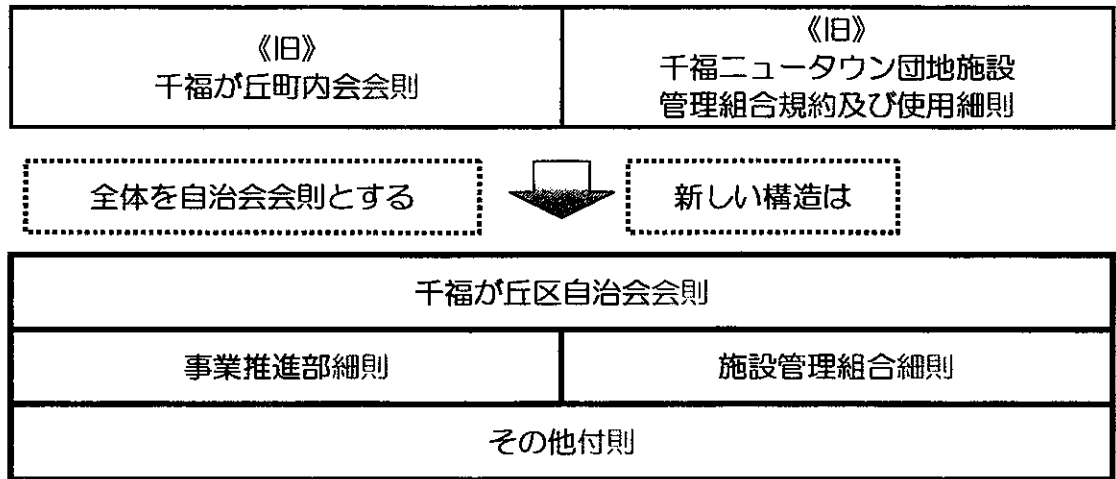 《旧》
千福が丘町内会会則
《旧》
千福ニュータウン団地施設
管理組合規約及び使用細則
全体を自治会会則とする
新しい構造は
千福が丘区自治会会則
事業推進部細則
施設管理組合細則
その他付則